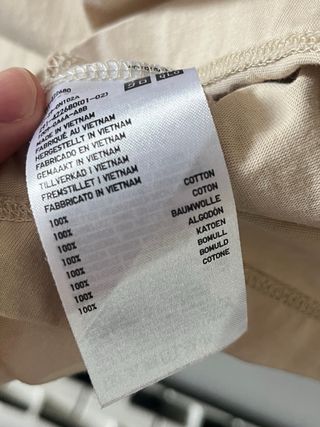 UNI
QLO
MADE IN VIETNAM
FABRIQUÉ AU VIETNAM
HERGESTELLT IN VIETNAM
FABRICADO EN VIETNAM
GEMAAKT IN VIETNAM
TILLVERKAD I VIETNAM
FREMSTILLET I VIETNAM
FABBRICATO IN VIETNAM
100% COTTON
100% COTON
100% BAUMWOLLE
100% ALGODÓN
100% KATOEN
100% BOMULL
100% BOMULD
100% COTONE